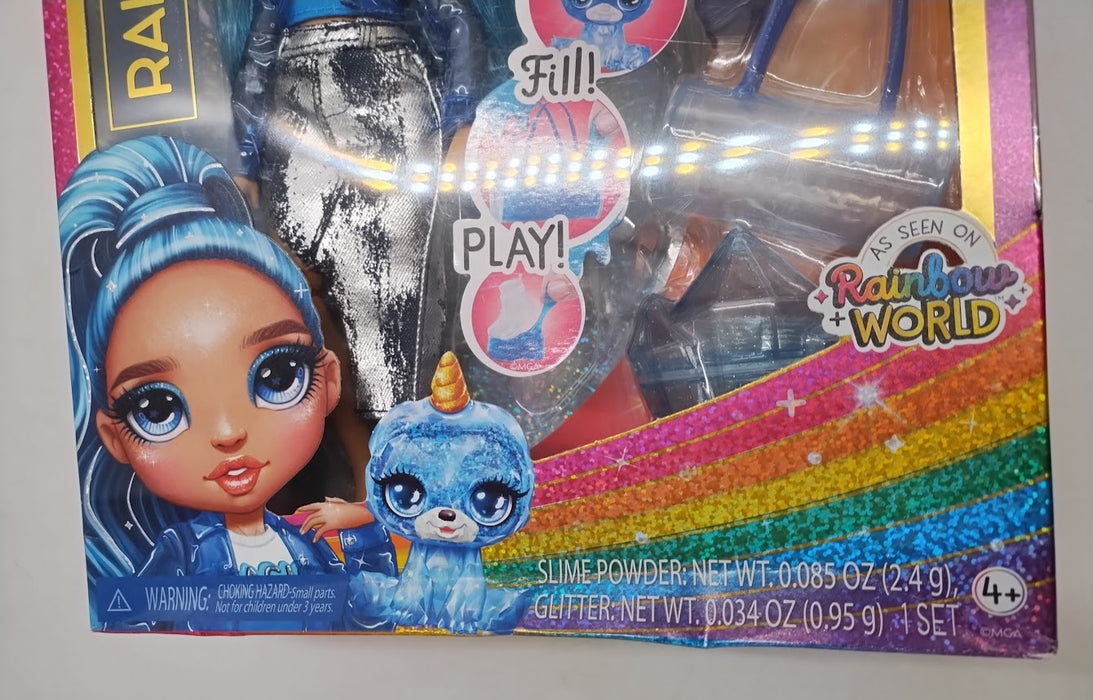 RAI
Fill!
PLAY!
©MGA
AS SEEN ON
Rainbow
WORLD™
⚠ WARNING: CHOKING HAZARD-Small parts.
Not for children under 3 years.
SLIME POWDER: NET WT. 0.085 OZ (2.4 g),
GLITTER: NET WT. 0.034 OZ (0.95 g) 1 SET
4+
©MGA